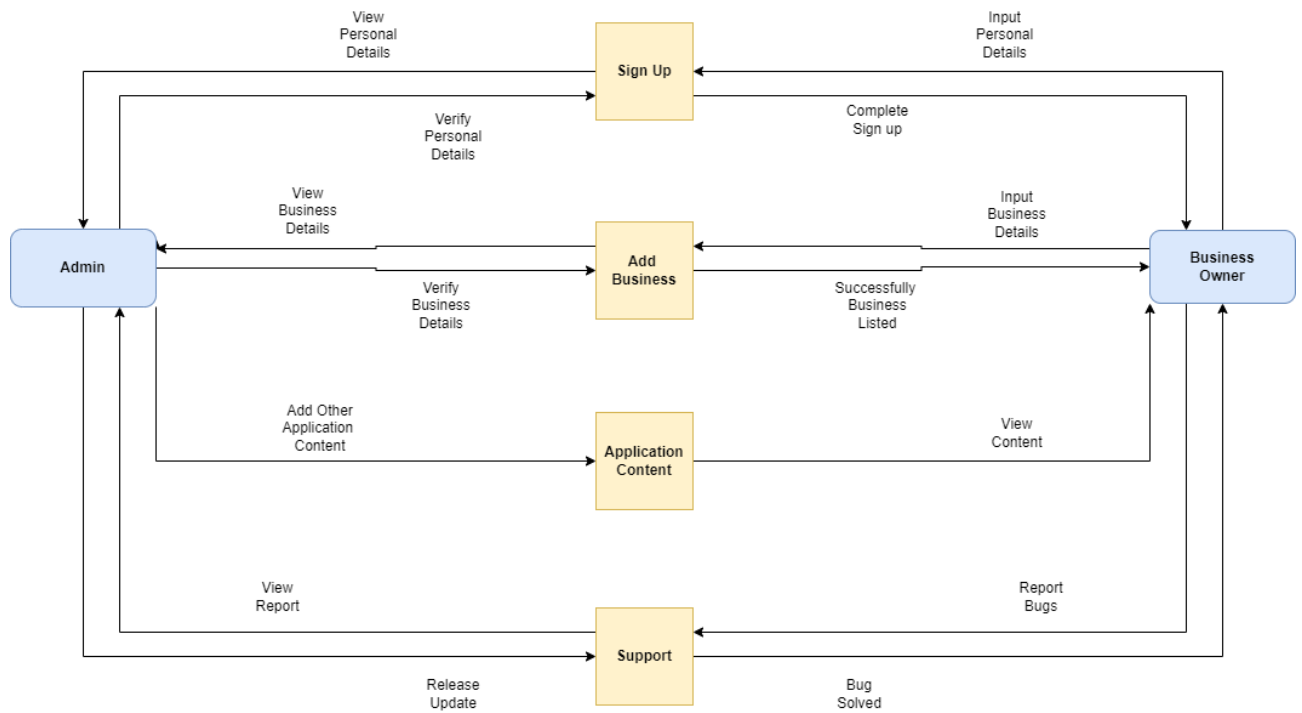 View
Personal
Details
Input
Personal
Details
Sign Up
Verify
Personal
Details
Complete
Sign up
View
Business
Details
Input
Business
Details
Admin
Add
Business
Business
Owner
Verify
Business
Details
Successfully
Business
Listed
Add Other
Application
Content
Application
Content
View
Content
View
Report
Report
Bugs
Support
Release
Update
Bug
Solved